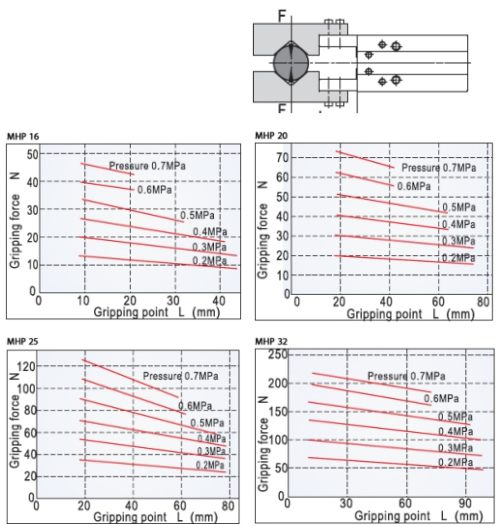 F
F
MHP 16
Gripping force N
50
40
30
20
10
0
Pressure 0.7MPa
0.6MPa
0.5MPa
0.4MPa
0.3MPa
0.2MPa
0 10 20 30 40
Gripping point L (mm)
MHP 20
Gripping force N
70
60
50
40
30
20
10
0
Pressure 0.7MPa
0.6MPa
0.5MPa
0.4MPa
0.3MPa
0.2MPa
0 20 40 60 80
Gripping point L (mm)
MHP 25
Gripping force N
120
100
80
60
40
20
0
Pressure 0.7MPa
0.6MPa
0.5MPa
0.4MPa
0.3MPa
0.2MPa
0 20 40 60 80
Gripping point L (mm)
MHP 32
Gripping force N
250
200
150
100
50
0
Pressure 0.7MPa
0.6MPa
0.5MPa
0.4MPa
0.3MPa
0.2MPa
0 30 60 90
Gripping point L (mm)